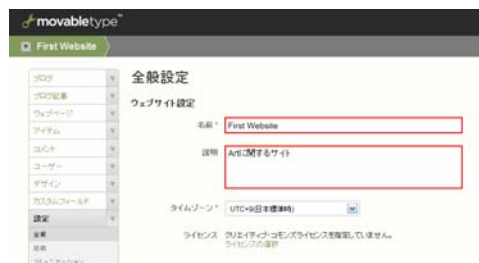 movabletype™
First Website
ブログ
ブログ記事
ウェブページ
アイテム
コメント
ユーザー
デザイン
カスタムフィールド
設定
全般
全般設定
ウェブサイト設定
名前 *
First Website
説明
Artに関するサイト
タイムゾーン *
UTC+9(日本標準時)
ライセンス
クリエイティブ・コモンズライセンスを指定していません。
ライセンスの選択